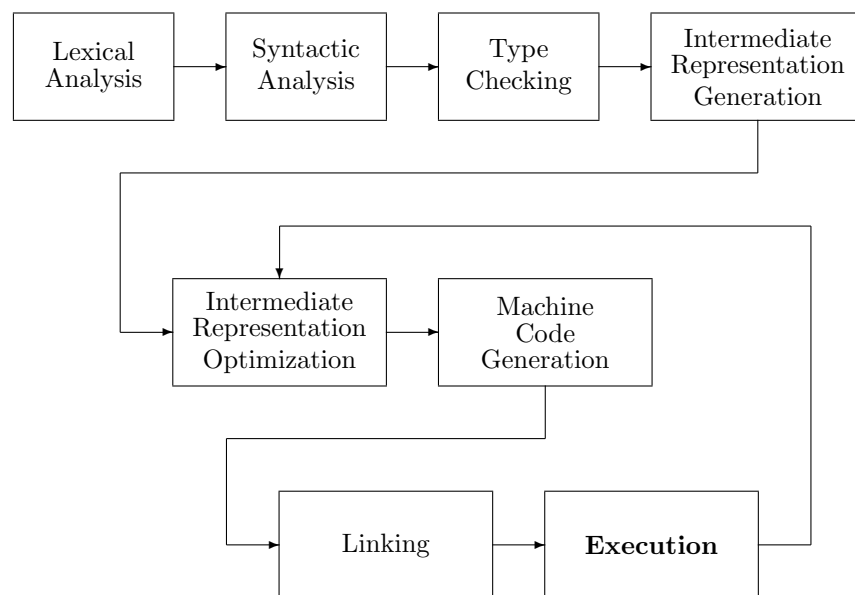 Lexical
Analysis
Syntactic
Analysis
Type
Checking
Intermediate
Representation
Generation
Intermediate
Representation
Optimization
Machine
Code
Generation
Linking
Execution